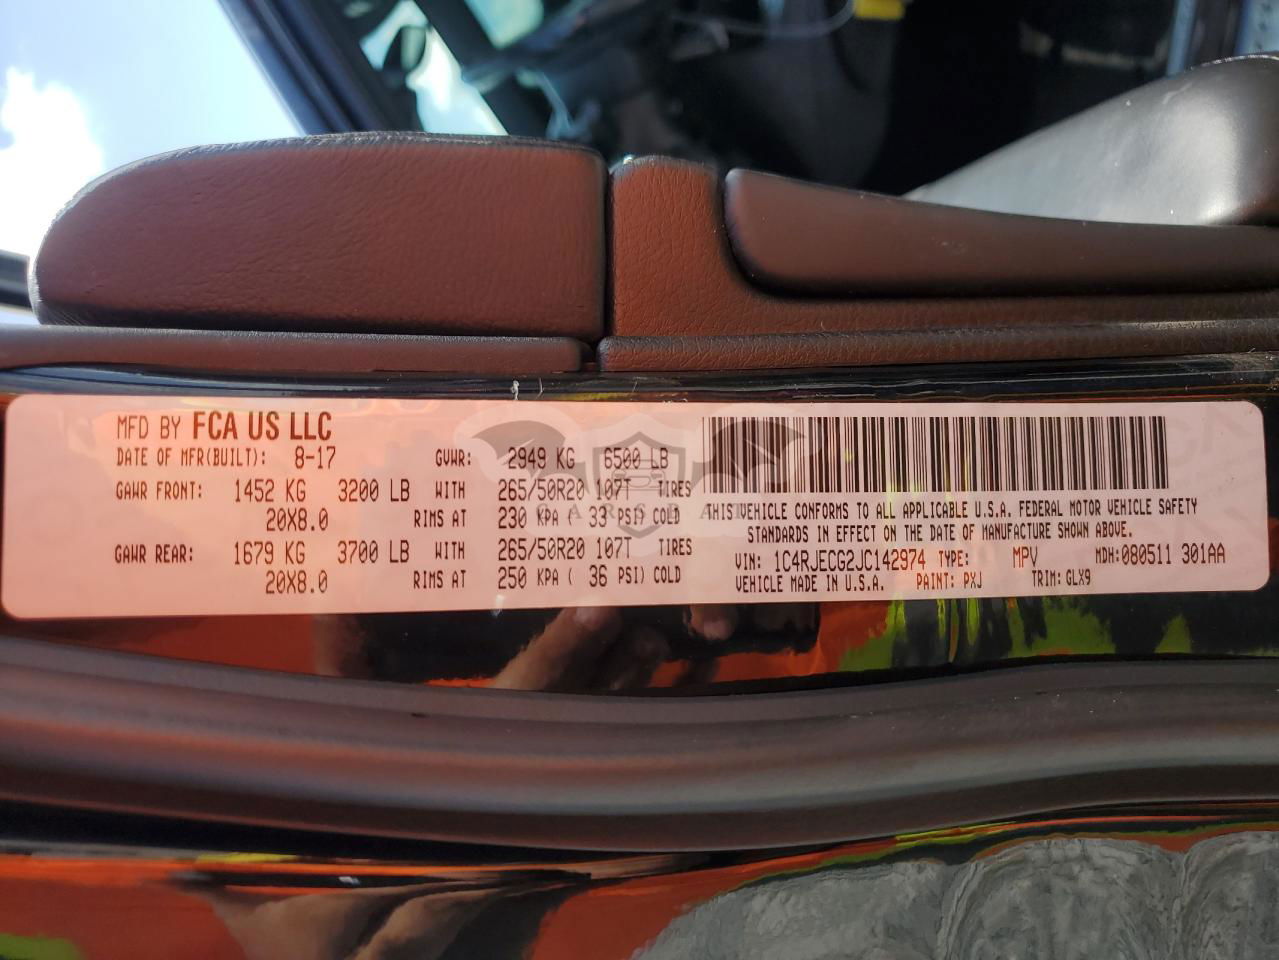 MFD BY FCA US LLC
DATE OF MFR(BUILT): 8-17 GVWR: 2949 KG 6500 LB
GAWR FRONT: 1452 KG 3200 LB WITH 265/50R20 107T TIRES
20X8.0 RIMS AT 230 KPA ( 33 PSI) COLD
GAWR REAR: 1679 KG 3700 LB WITH 265/50R20 107T TIRES
20X8.0 RIMS AT 250 KPA ( 36 PSI) COLD
THIS VEHICLE CONFORMS TO ALL APPLICABLE U.S.A. FEDERAL MOTOR VEHICLE SAFETY
STANDARDS IN EFFECT ON THE DATE OF MANUFACTURE SHOWN ABOVE.
VIN: 1C4RJECG2JC142974 TYPE: MPV MDH:080511 301AA
VEHICLE MADE IN U.S.A. PAINT: PXJ TRIM: GLX9